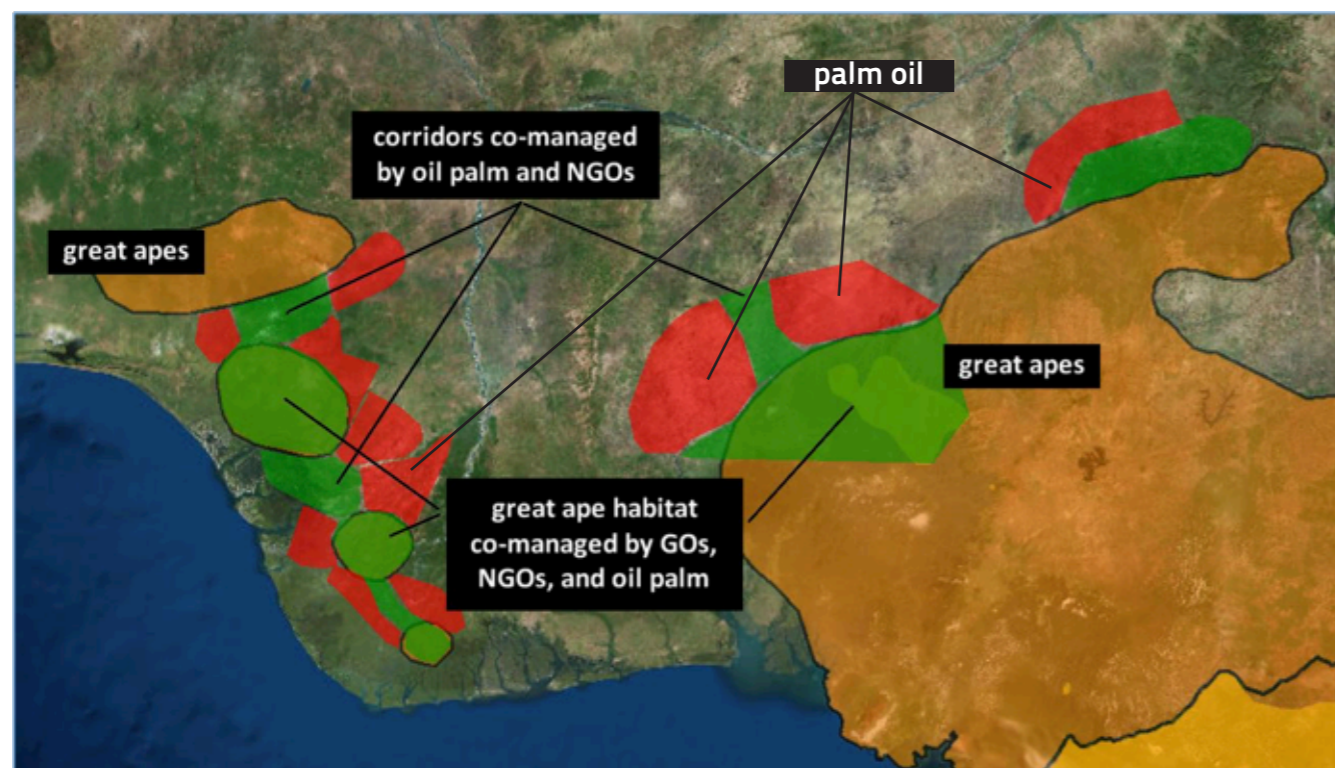 palm oil
corridors co-managed
by oil palm and NGOs
great apes
great apes
great ape habitat
co-managed by GOs,
NGOs, and oil palm